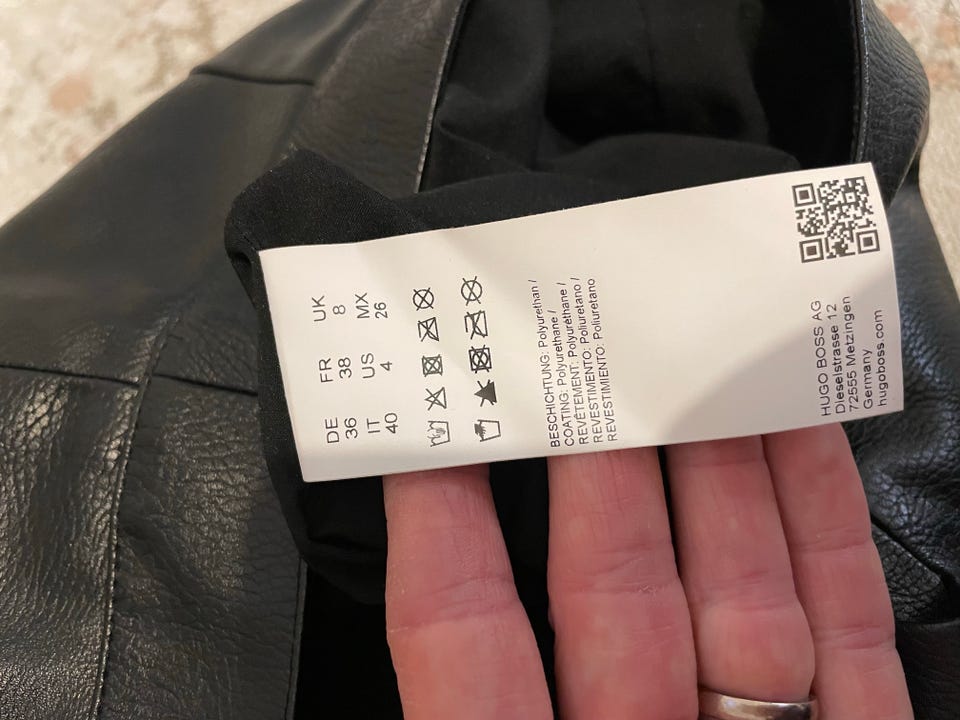 DE FR UK
36 38 8
IT US MX
40 4 26
BESCHICHTUNG: Polyurethan /
COATING: Polyurethane /
REVÊTEMENT: Polyuréthane /
REVESTIMENTO: Poliuretano /
REVESTIMIENTO: Poliuretano
HUGO BOSS AG
Dieselstrasse 12
72555 Metzingen
Germany
hugoboss.com